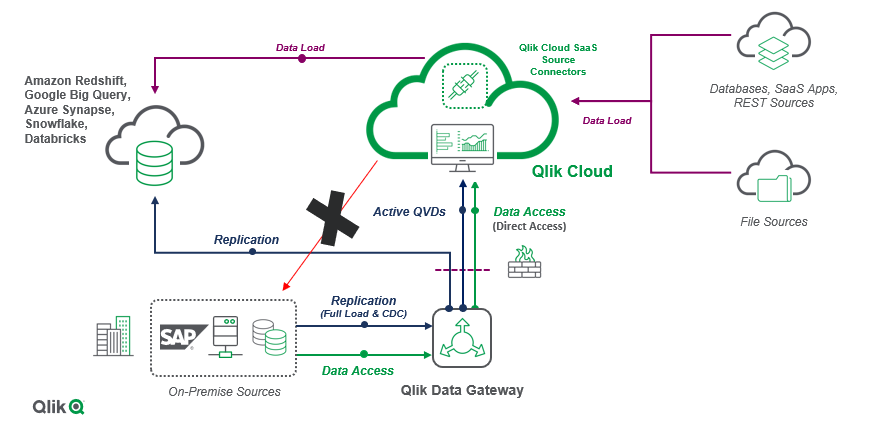 Data Load
Qlik Cloud SaaS
Source
Connectors
Amazon Redshift,
Google Big Query,
Azure Synapse,
Snowflake,
Databricks
Databases, SaaS Apps,
REST Sources
Data Load
Qlik Cloud
Active QVDs
Data Access
(Direct Access)
File Sources
Replication
Replication
(Full Load & CDC)
SAP
Data Access
On-Premise Sources
Qlik Data Gateway
Qlik